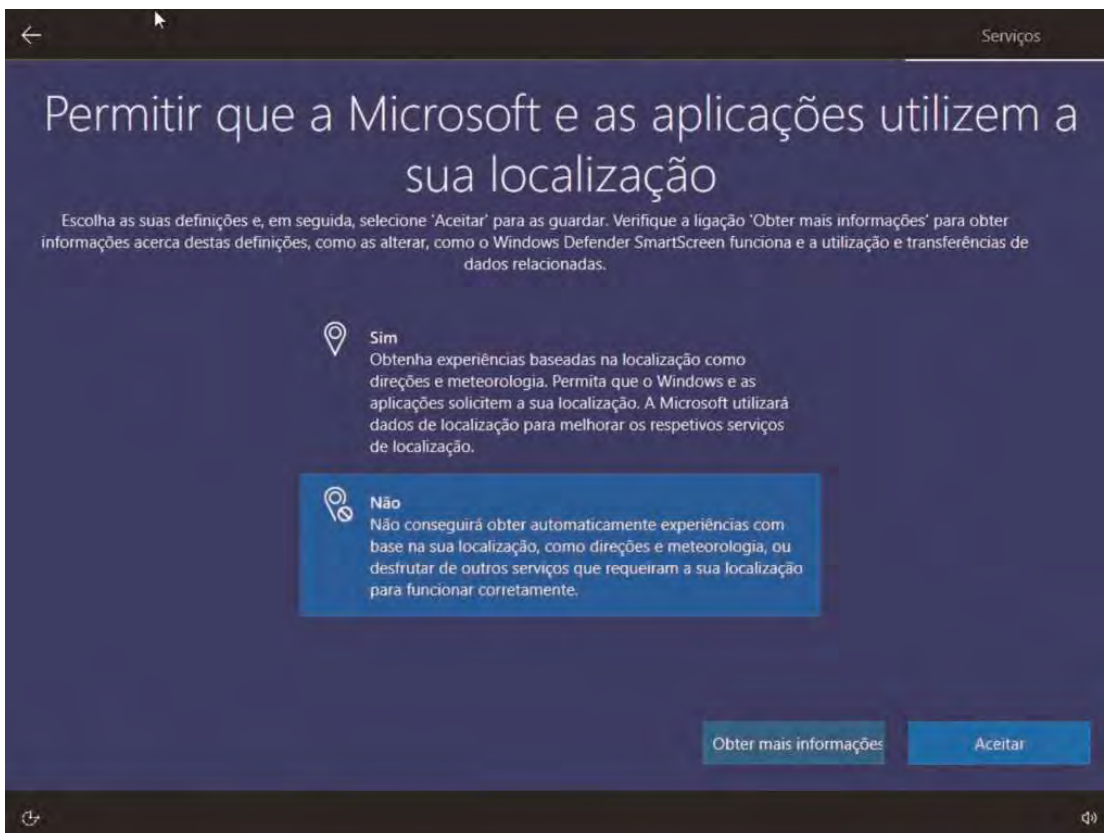 Serviços
Permitir que a Microsoft e as aplicações utilizem a
sua localização
Escolha as suas definições e, em seguida, selecione 'Aceitar' para as guardar. Verifique a ligação 'Obter mais informações' para obter
informações acerca destas definições, como as alterar, como o Windows Defender SmartScreen funciona e a utilização e transferências de
dados relacionadas.
Sim
Obtenha experiências baseadas na localização como
direções e meteorologia. Permita que o Windows e as
aplicações solicitem a sua localização. A Microsoft utilizará
dados de localização para melhorar os respetivos serviços
de localização.
Não
Não conseguirá obter automaticamente experiências com
base na sua localização, como direções e meteorologia, ou
desfrutar de outros serviços que requeiram a sua localização
para funcionar corretamente.
Obter mais informações
Aceitar